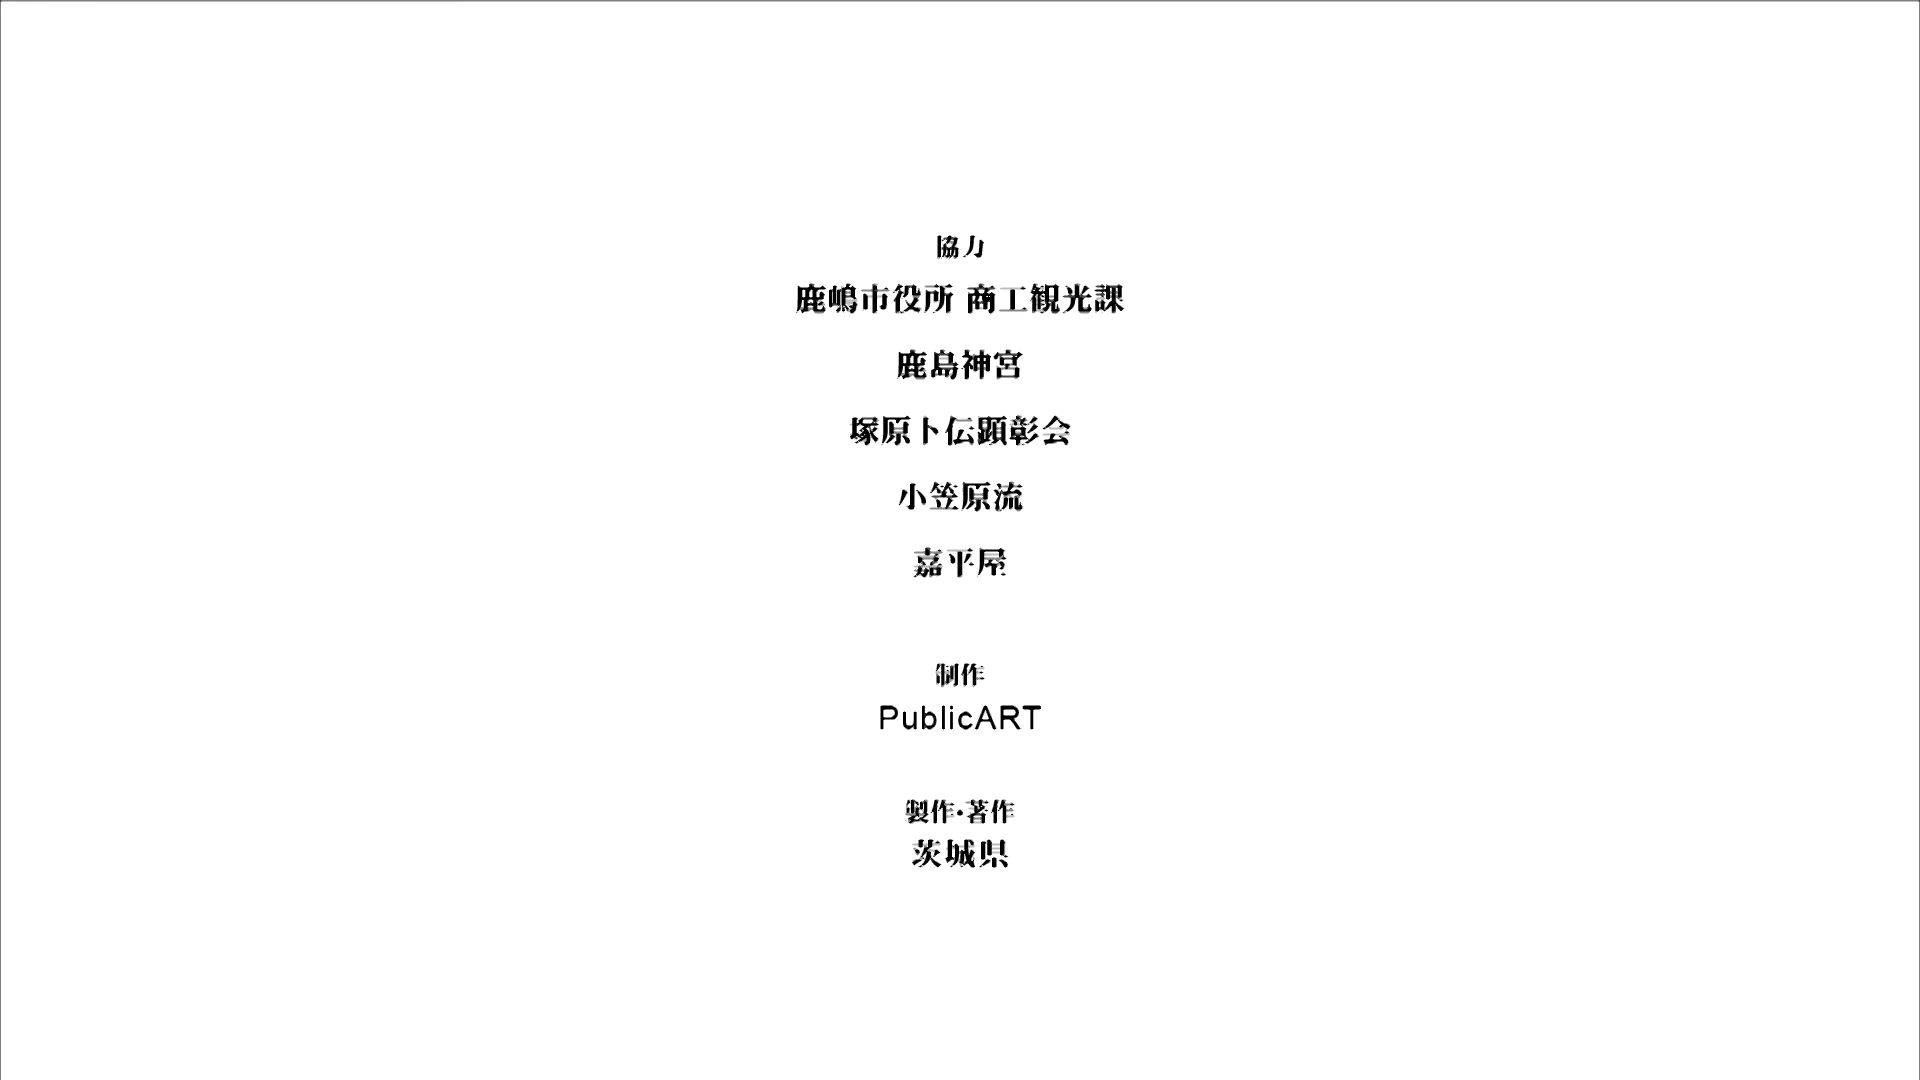 協力
鹿嶋市役所 商工観光課
鹿島神宮
塚原卜伝顕彰会
小笠原流
嘉平屋
制作
PublicART
製作・著作
茨城県